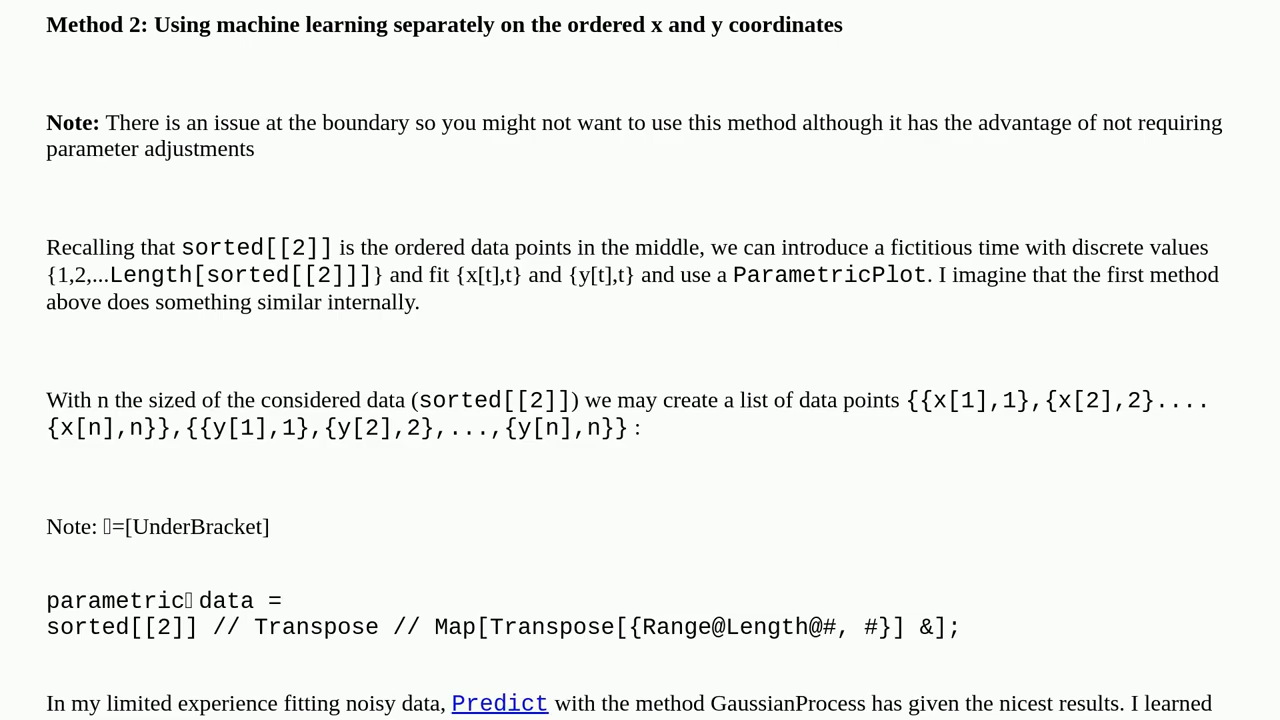 Method 2: Using machine learning separately on the ordered x and y coordinates
Note: There is an issue at the boundary so you might not want to use this method although it has the advantage of not requiring
parameter adjustments
Recalling that sorted[[2]] is the ordered data points in the middle, we can introduce a fictitious time with discrete values
{1,2,...Length[sorted[[2]]]} and fit {x[t],t} and {y[t],t} and use a ParametricPlot. I imagine that the first method
above does something similar internally.
With n the sized of the considered data (sorted[[2]]) we may create a list of data points {{x[1],1},{x[2],2}....
{x[n],n}},{{y[1],1},{y[2],2},...,{y[n],n}} :
Note: =[UnderBracket]
parametric data =
sorted[[2]] // Transpose // Map[Transpose[{Range@Length@#, #}] &];
In my limited experience fitting noisy data, Predict with the method GaussianProcess has given the nicest results. I learned